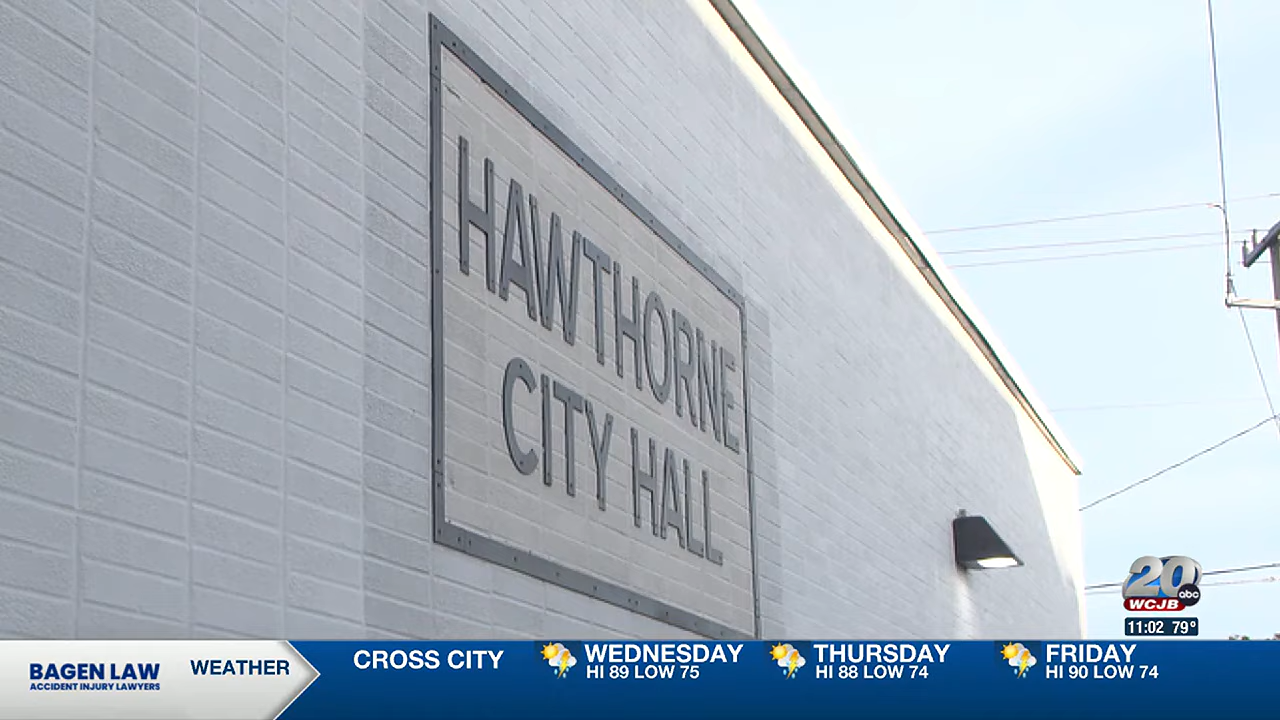 HAWTHORNE
CITY HALL
20
abc
WCJB
11:02 79°
BAGEN LAW
ACCIDENT INJURY LAWYERS
WEATHER
CROSS CITY
WEDNESDAY
HI 89 LOW 75
THURSDAY
HI 88 LOW 74
FRIDAY
HI 90 LOW 74